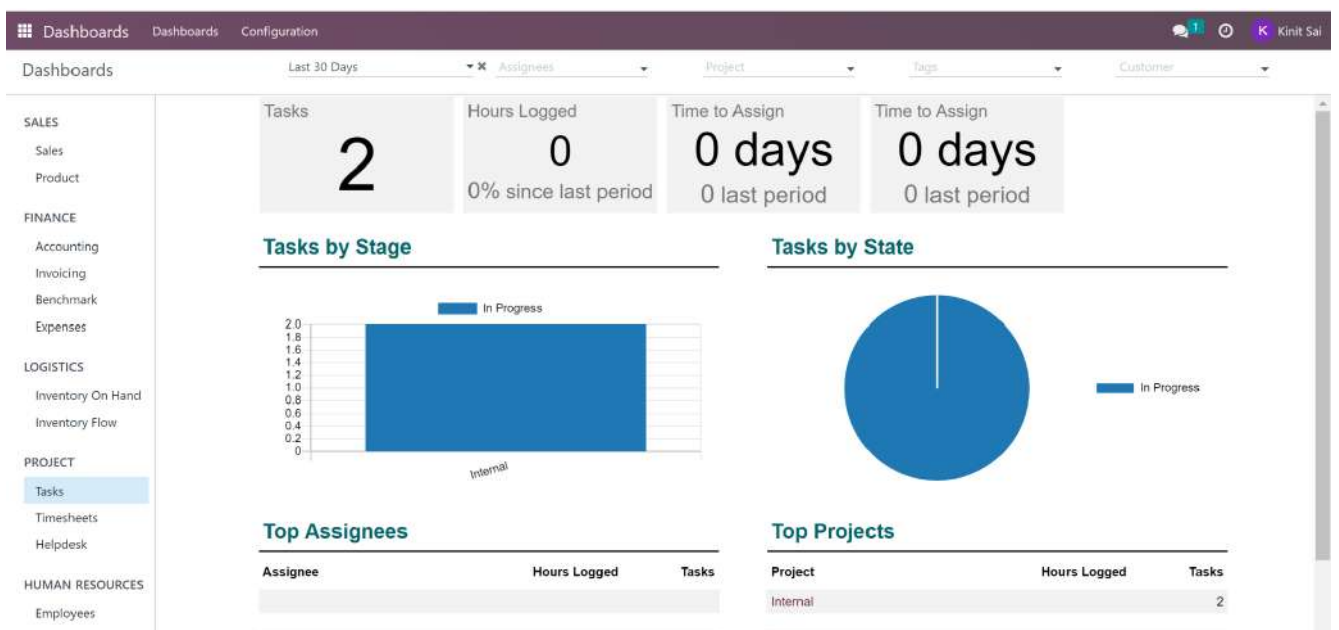 Dashboards Dashboards Configuration 1 K Kinit Sai
Dashboards Last 30 Days Assignees Project Tags Customer
SALES
Sales
Product
FINANCE
Accounting
Invoicing
Benchmark
Expenses
LOGISTICS
Inventory On Hand
Inventory Flow
PROJECT
Tasks
Timesheets
Helpdesk
HUMAN RESOURCES
Employees
Tasks
2
Hours Logged
0
0% since last period
Time to Assign
0 days
0 last period
Time to Assign
0 days
0 last period
Tasks by Stage
In Progress
2.0
1.8
1.6
1.4
1.2
1.0
0.8
0.6
0.4
0.2
0
Internal
Tasks by State
In Progress
Top Assignees
Assignee Hours Logged Tasks
Top Projects
Project Hours Logged Tasks
Internal 2